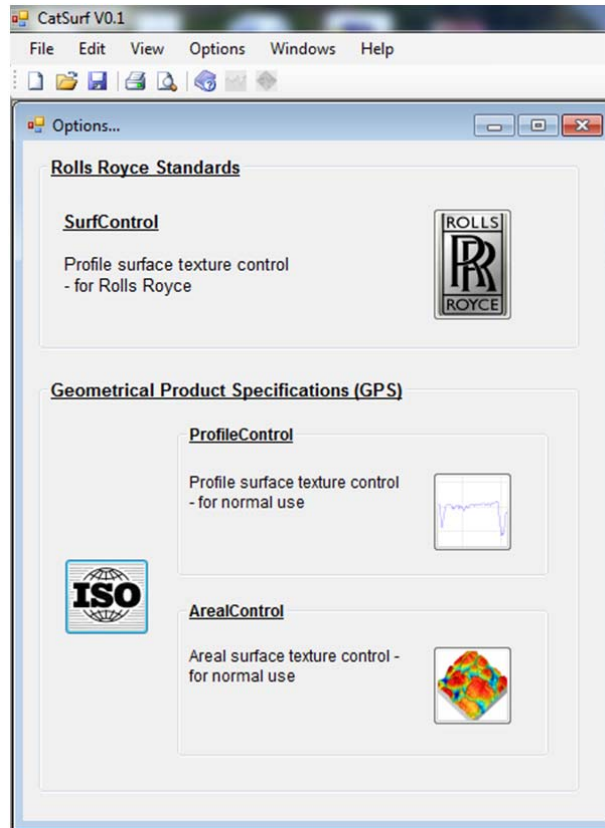 CatSurf V0.1
File Edit View Options Windows Help
Options...
Rolls Royce Standards
SurfControl
Profile surface texture control
- for Rolls Royce
ROLLS
RR
ROYCE
Geometrical Product Specifications (GPS)
ProfileControl
Profile surface texture control
- for normal use
ISO
ArealControl
Areal surface texture control -
for normal use